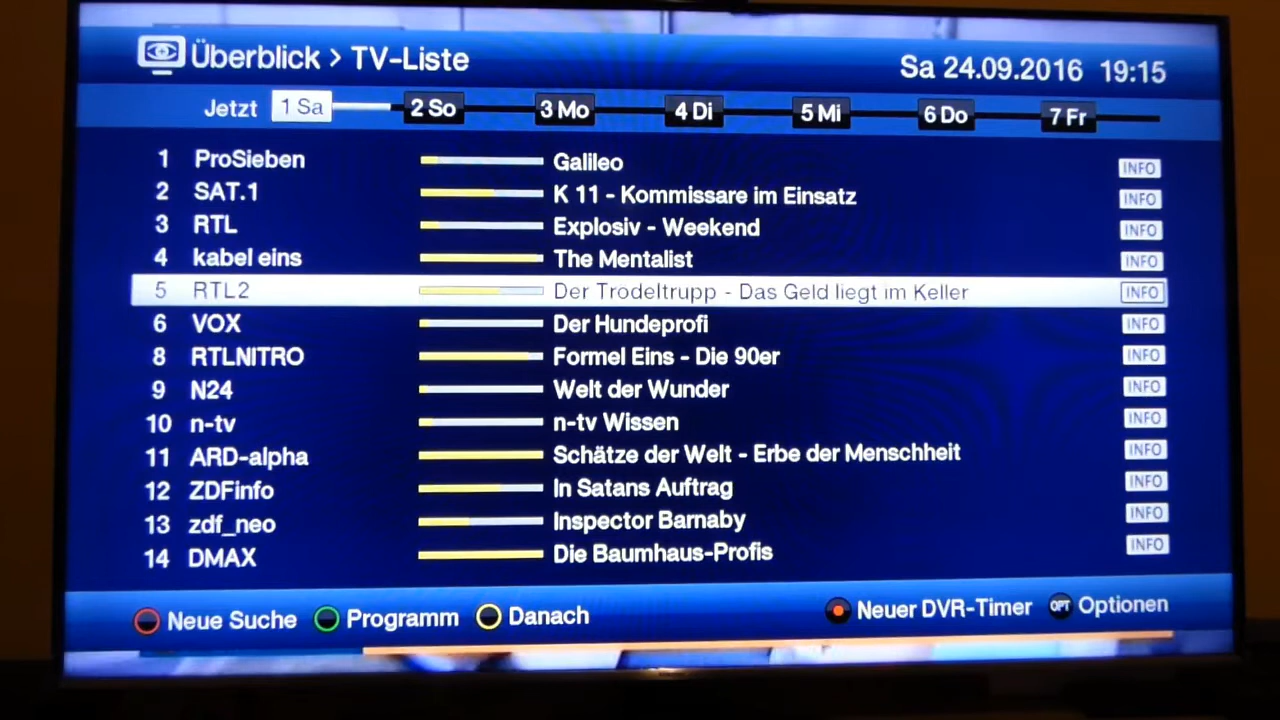 Überblick > TV-Liste
Sa 24.09.2016 19:15
Jetzt 1 Sa 2 So 3 Mo 4 Di 5 Mi 6 Do 7 Fr
1 ProSieben Galileo INFO
2 SAT.1 K 11 - Kommissare im Einsatz INFO
3 RTL Explosiv - Weekend INFO
4 kabel eins The Mentalist INFO
5 RTL2 Der Trödeltrupp - Das Geld liegt im Keller INFO
6 VOX Der Hundeprofi INFO
8 RTLNITRO Formel Eins - Die 90er INFO
9 N24 Welt der Wunder INFO
10 n-tv n-tv Wissen INFO
11 ARD-alpha Schätze der Welt - Erbe der Menschheit INFO
12 ZDFinfo In Satans Auftrag INFO
13 zdf_neo Inspector Barnaby INFO
14 DMAX Die Baumhaus-Profis INFO
Neue Suche Programm Danach Neuer DVR-Timer OPT Optionen